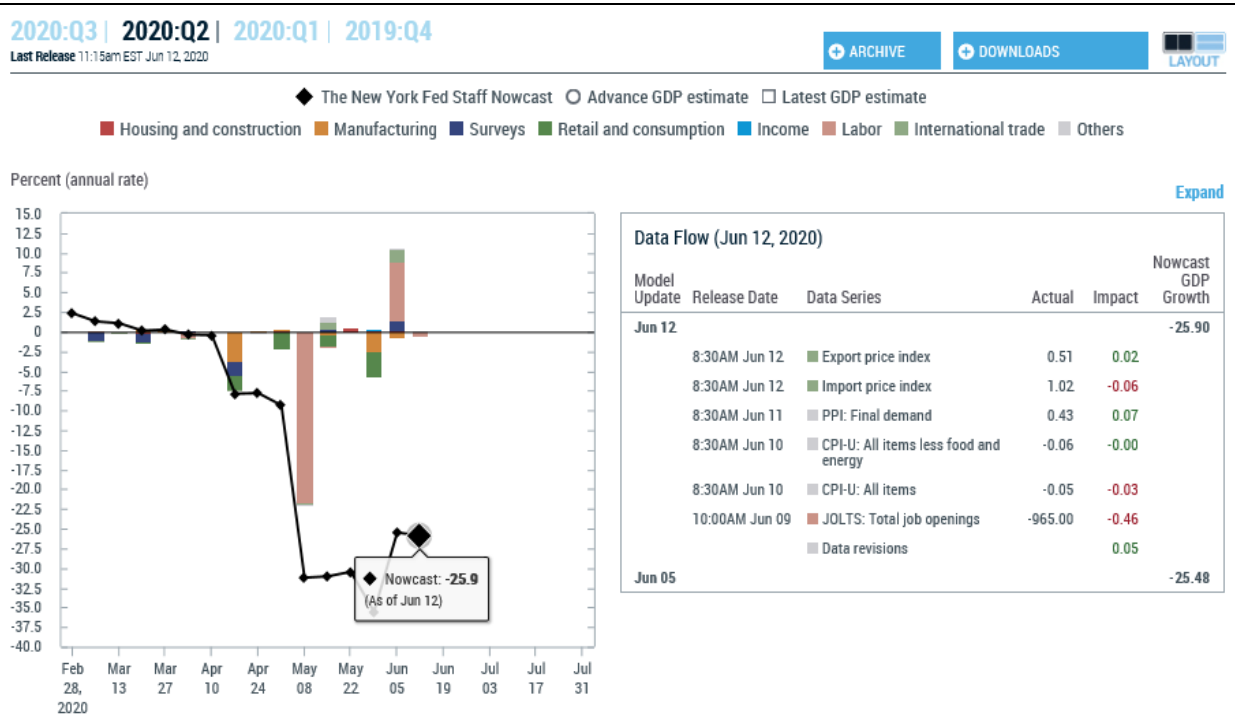 2020:Q3 | 2020:Q2 | 2020:Q1 | 2019:Q4
Last Release 11:15am EST Jun 12, 2020
ARCHIVE
DOWNLOADS
LAYOUT
The New York Fed Staff Nowcast Advance GDP estimate Latest GDP estimate
Housing and construction Manufacturing Surveys Retail and consumption Income Labor International trade Others
Percent (annual rate)
Expand
15.0
12.5
10.0
7.5
5.0
2.5
0
-2.5
-5.0
-7.5
-10.0
-12.5
-15.0
-17.5
-20.0
-22.5
-25.0
-27.5
-30.0
-32.5
-35.0
-37.5
-40.0
Nowcast: -25.9
(As of Jun 12)
Feb Mar Mar Apr Apr May May Jun Jun Jul Jul Jul
28, 13 27 10 24 08 22 05 19 03 17 31
2020
Data Flow (Jun 12, 2020)
Nowcast
Model GDP
Update Release Date Data Series Actual Impact Growth
Jun 12 -25.90
8:30AM Jun 12 Export price index 0.51 0.02
8:30AM Jun 12 Import price index 1.02 -0.06
8:30AM Jun 11 PPI: Final demand 0.43 0.07
8:30AM Jun 10 CPI-U: All items less food and -0.06 -0.00
energy
8:30AM Jun 10 CPI-U: All items -0.05 -0.03
10:00AM Jun 09 JOLTS: Total job openings -965.00 -0.46
Data revisions 0.05
Jun 05 -25.48